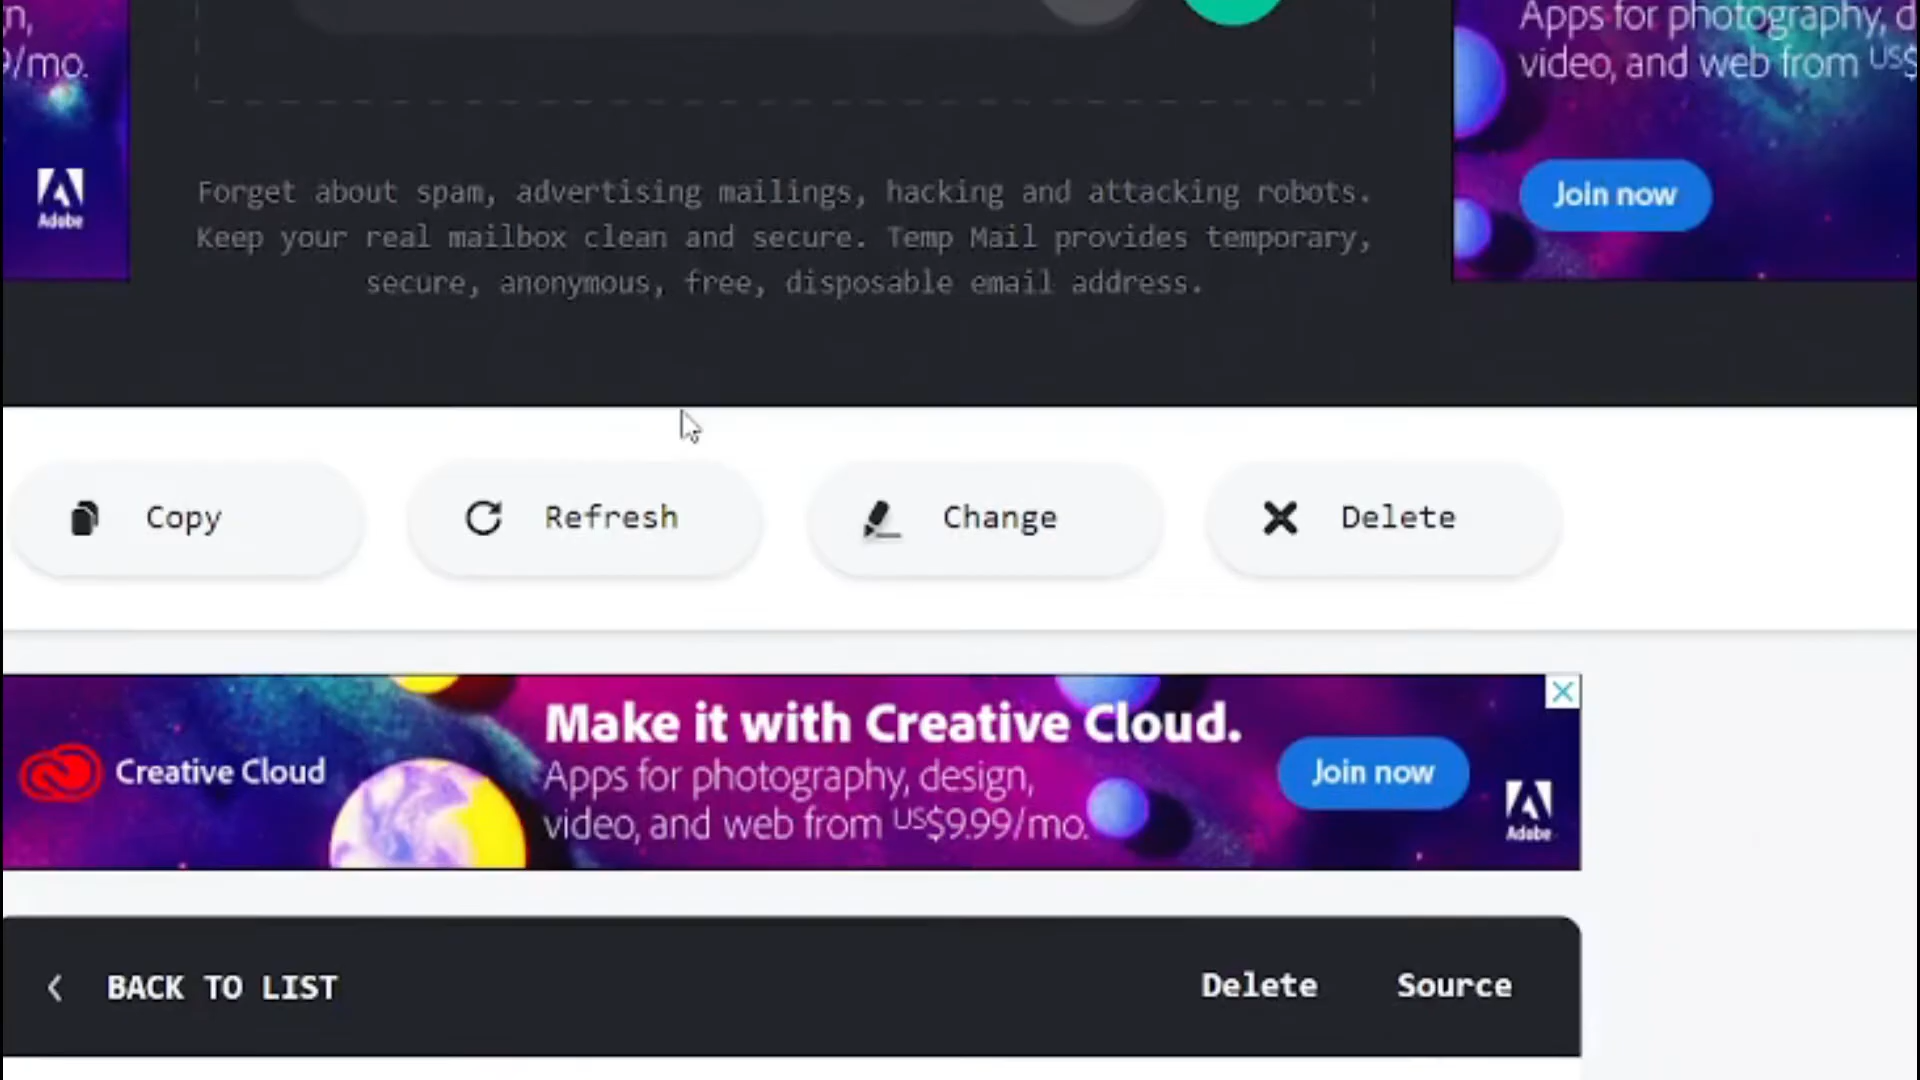 n,
9/mo.
Adobe
Apps for photography, d
video, and web from US$
Join now
Forget about spam, advertising mailings, hacking and attacking robots.
Keep your real mailbox clean and secure. Temp Mail provides temporary,
secure, anonymous, free, disposable email address.
Copy
Refresh
Change
Delete
Creative Cloud
Make it with Creative Cloud.
Apps for photography, design,
video, and web from US$9.99/mo.
Join now
Adobe
BACK TO LIST
Delete
Source